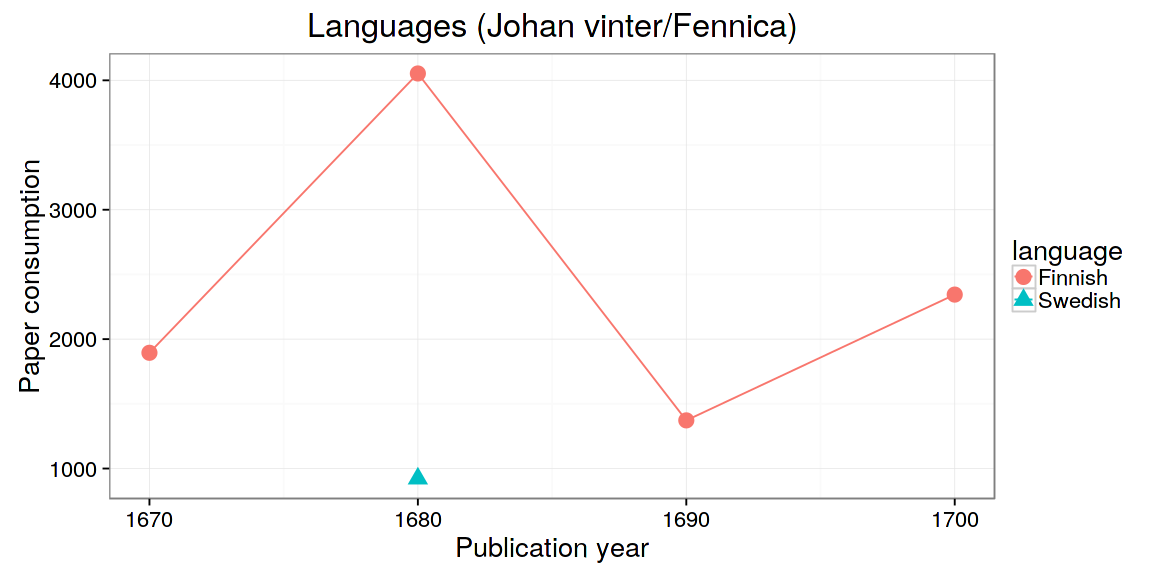 Languages (Johan vinter/Fennica)
4000
3000
2000
1000
Paper consumption
1670 1680 1690 1700
Publication year
language
Finnish
Swedish